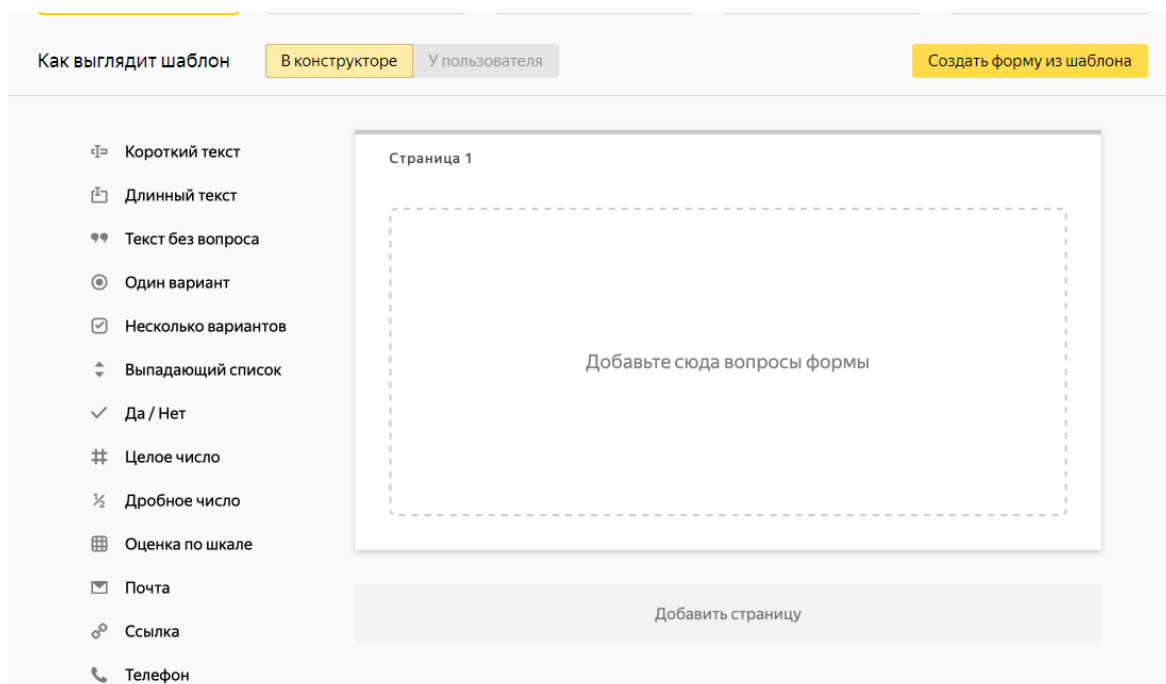 Как выглядит шаблон
В конструкторе
У пользователя
Создать форму из шаблона
Короткий текст
Длинный текст
Текст без вопроса
Один вариант
Несколько вариантов
Выпадающий список
Да / Нет
Целое число
½ Дробное число
Оценка по шкале
Почта
Ссылка
Телефон
Страница 1
Добавьте сюда вопросы формы
Добавить страницу